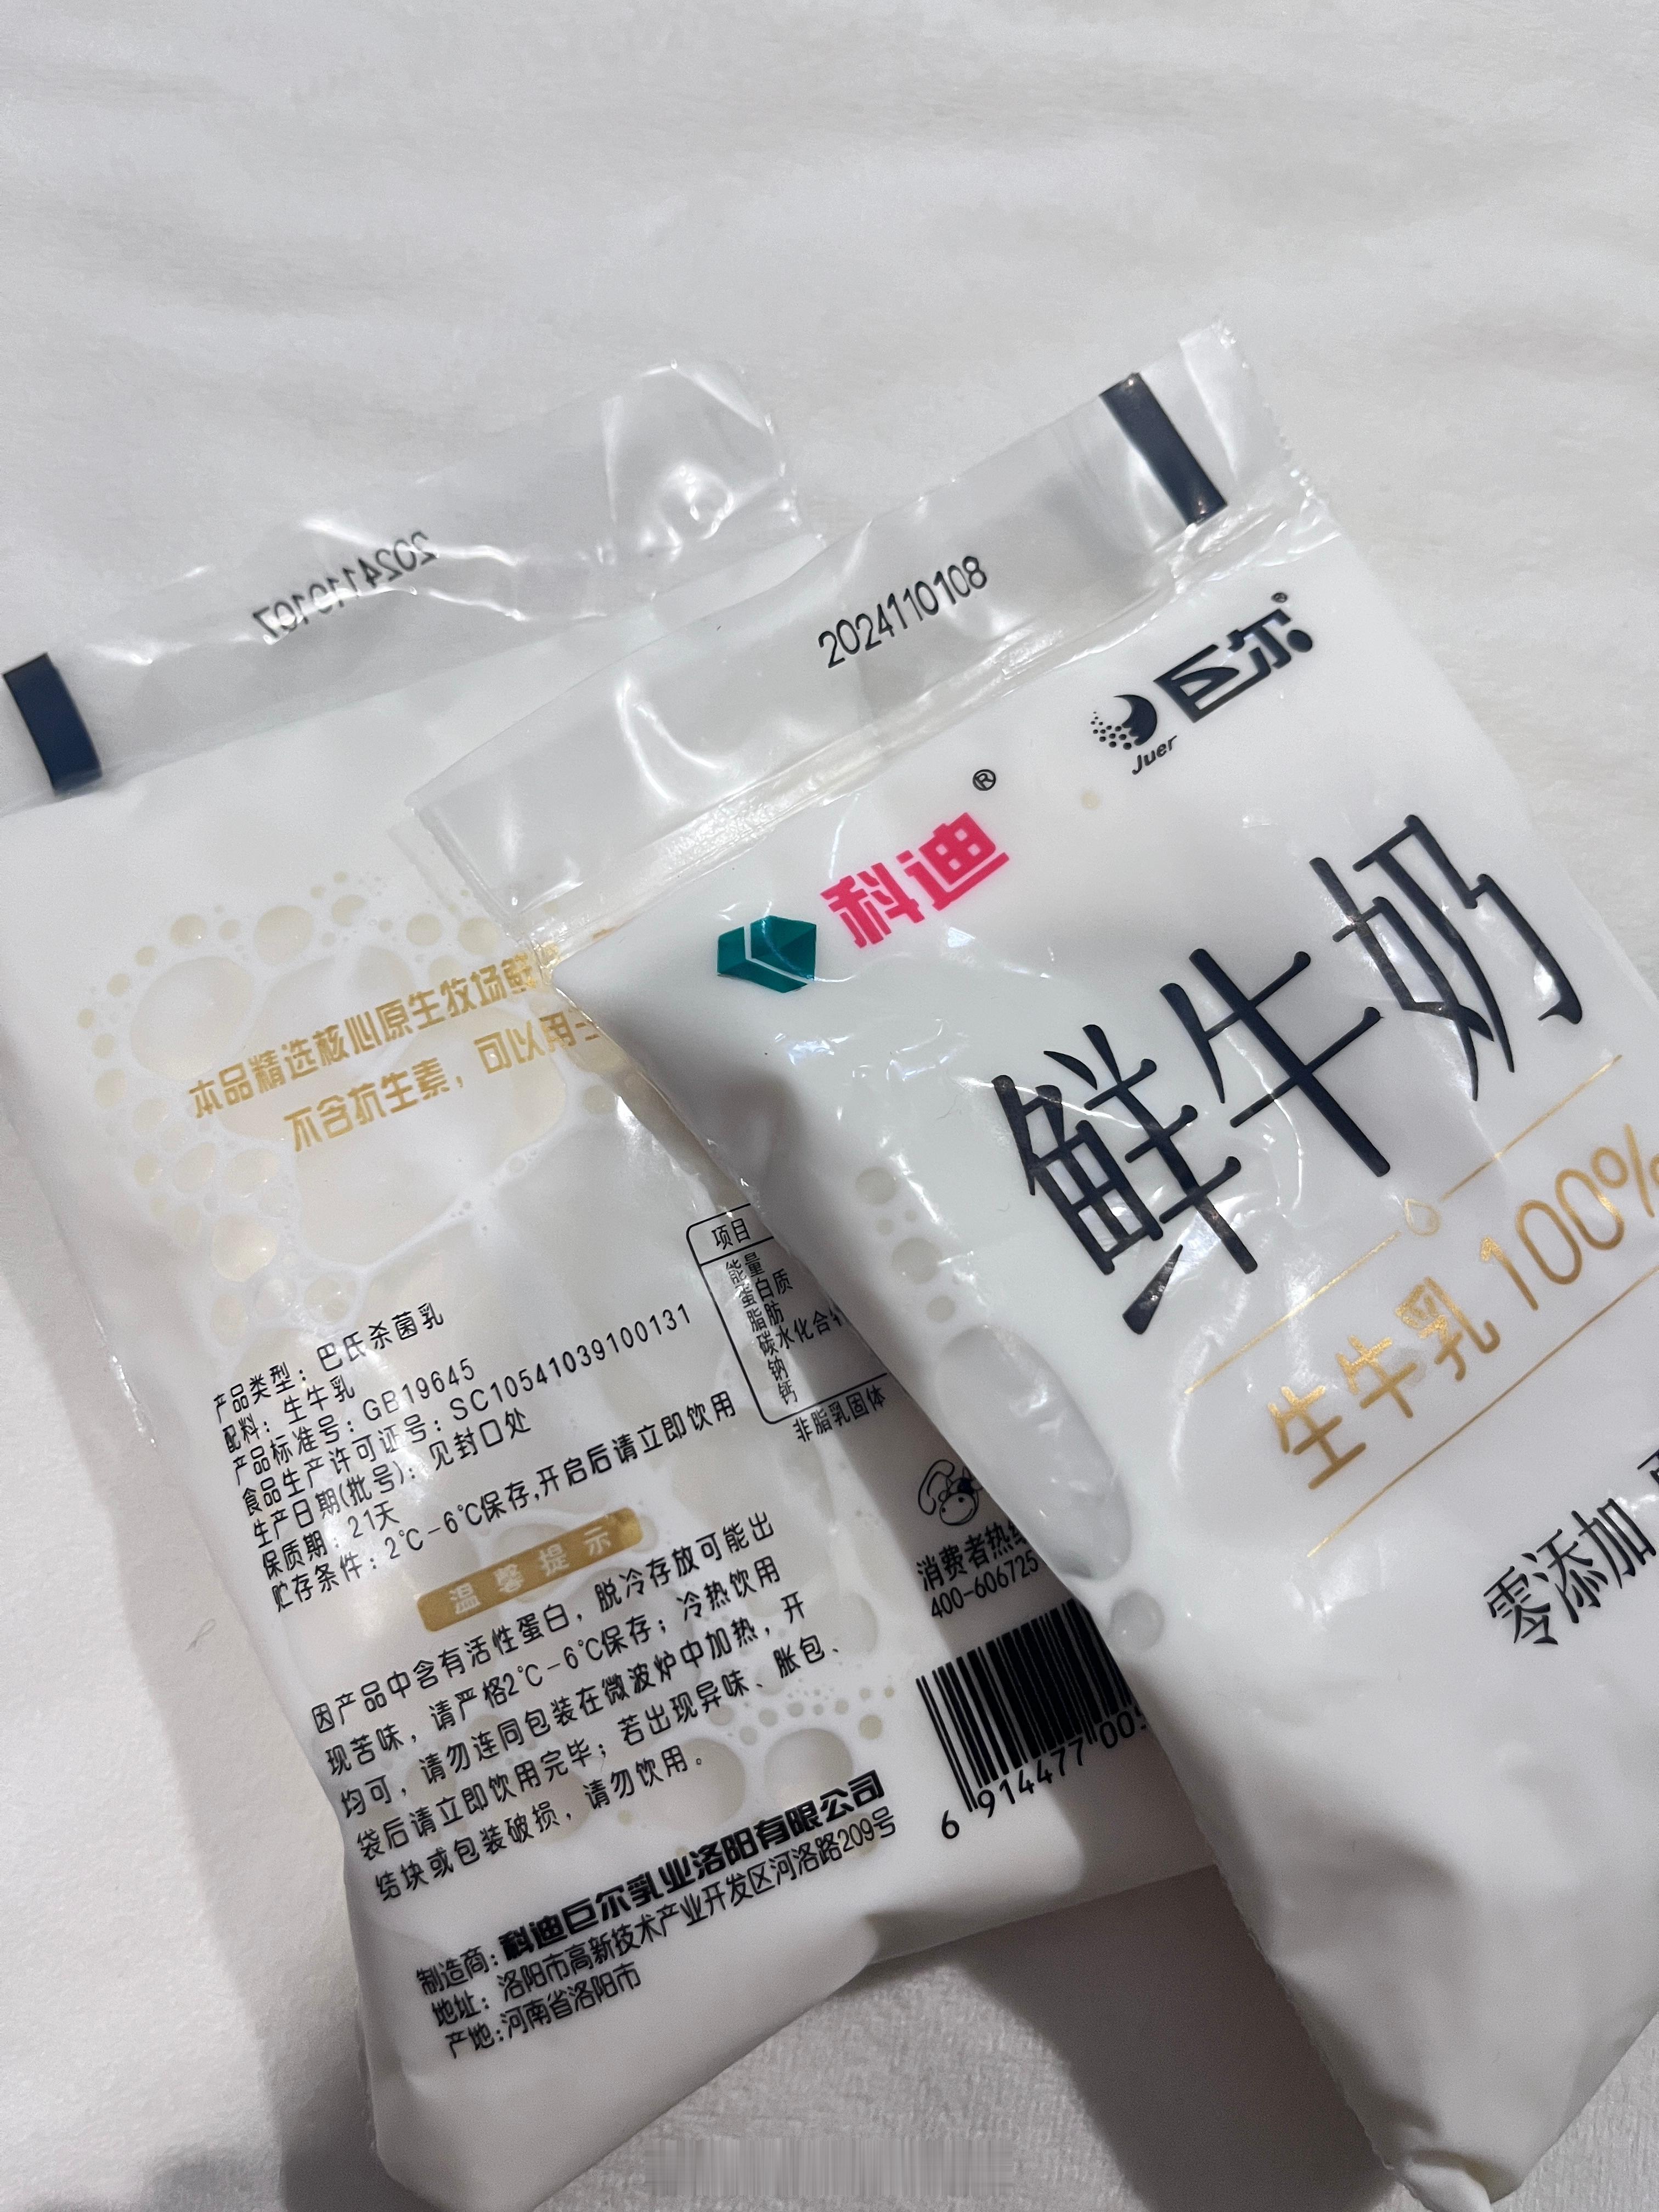 2024110107
本品精选核心原生牧场鲜
不含抗生素，可以用于
产品类型：巴氏杀菌乳
配料：生牛乳
产品标准号：GB19645
食品生产许可证号：SC10541039100131
生产日期(批号)：见封口处
保质期：21天
贮存条件：2℃-6℃保存,开启后请立即饮用
温馨提示
因产品中含有活性蛋白，脱冷存放可能出
现苦味，请严格2℃-6℃保存；冷热饮用
均可，请勿连同包装在微波炉中加热，开
袋后请立即饮用完毕；若出现异味、胀包、
结块或包装破损，请勿饮用。
制造商：科迪巨尔乳业洛阳有限公司
地址：洛阳市高新技术产业开发区河洛路209号
产地：河南省洛阳市
项目
能量
蛋白质
脂肪
碳水化合
钠
钙
非脂乳固体
消费者热线
400-606725
6 914477 00
2024110108
科迪®
巨尔®
Juer
鲜牛奶
生牛乳100%
零添加